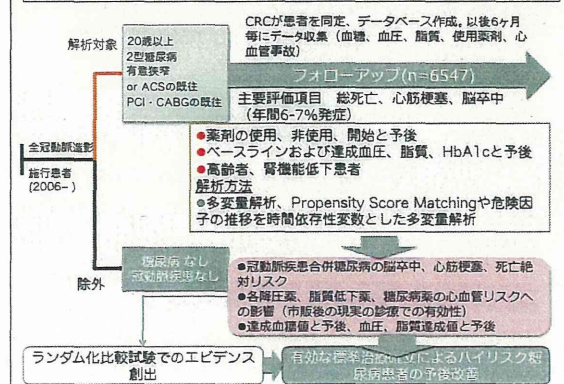 CRCが患者を同定、データベース作成。以後6ヶ月
毎にデータ収集（血糖、血圧、脂質、使用薬剤、心
血管事故）
解析対象
20歳以上
2型糖尿病
有意狭窄
or ACSの既往
PCI・CABGの既往
フォローアップ(n=6547)
主要評価項目　総死亡、心筋梗塞、脳卒中
（年間6-7%発症）
●薬剤の使用、非使用、開始と予後
●ベースラインおよび達成血圧、脂質、HbA1cと予後
●高齢者、腎機能低下患者
解析方法
●多変量解析、Propensity Score Matchingや危険因
子の推移を時間依存性変数とした多変量解析
全冠動脈造影
施行患者
(2006- )
糖尿病 なし
冠動脈疾患なし
除外
●冠動脈疾患合併糖尿病の脳卒中、心筋梗塞、死亡絶
対リスク
●各降圧薬、脂質低下薬、糖尿病薬の心血管リスクへ
の影響（市販後の現実の診療での有効性）
●達成血糖値と予後、血圧、脂質達成値と予後
ランダム化比較試験でのエビデンス
創出
有効な標準治療 によるハイリスク糖
尿病患者の予後改善